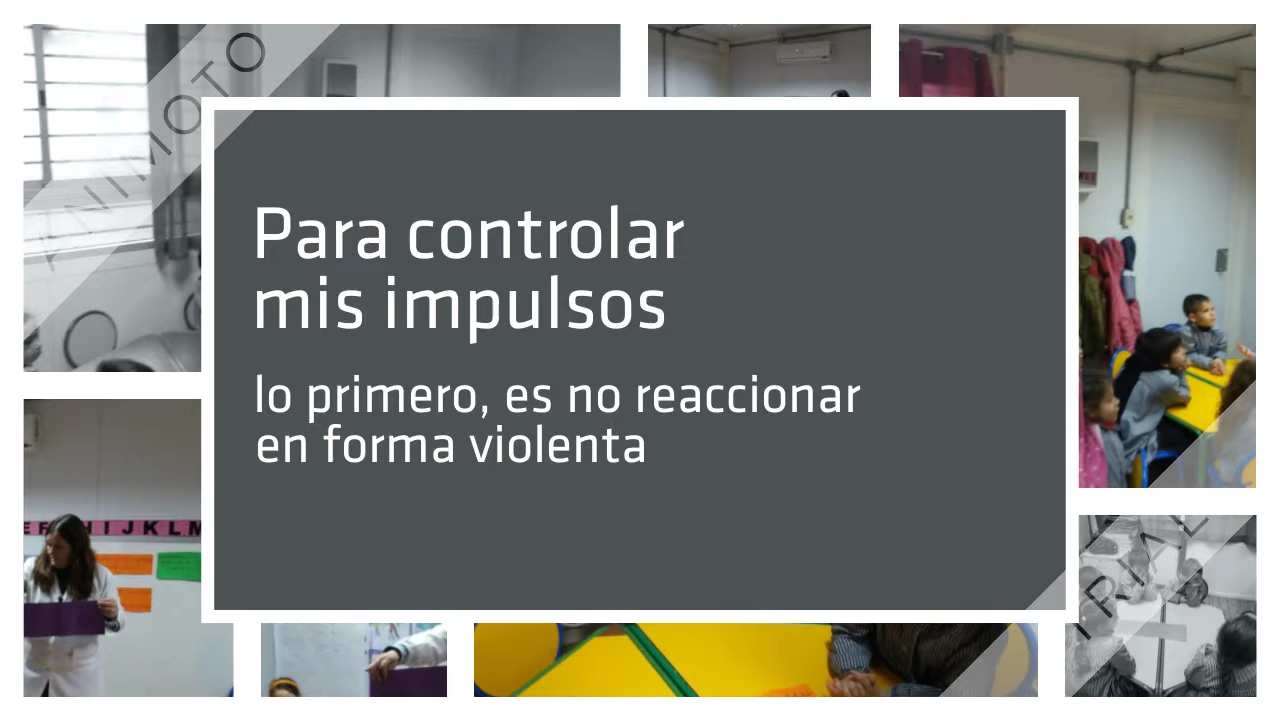 ANIMOTO
Para controlar
mis impulsos
lo primero, es no reaccionar
en forma violenta
H I J K L M
TRIAL